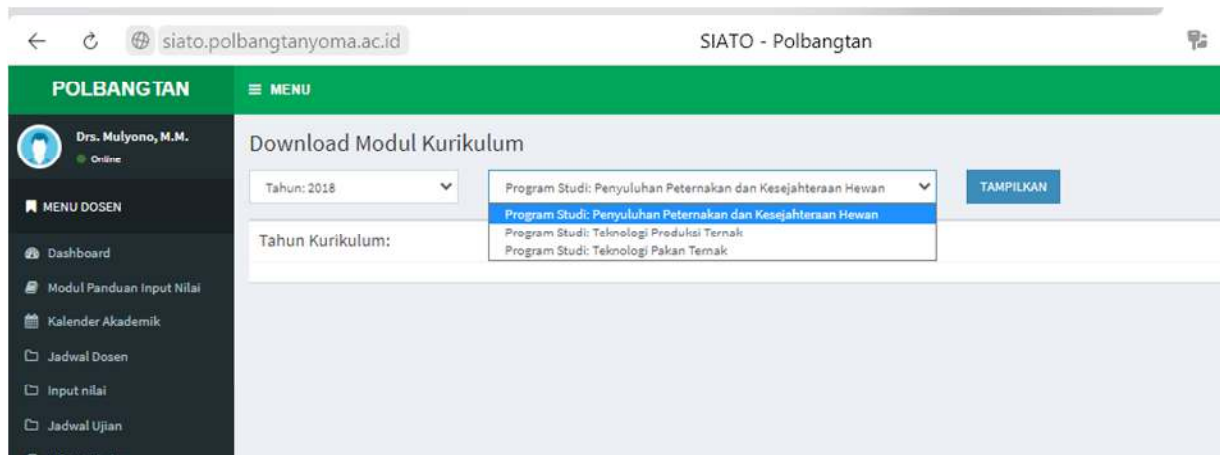 siato.polbangtanyoma.ac.id
SIATO - Polbangtan
POLBANGTAN
MENU
Drs. Mulyono, M.M.
Online
MENU DOSEN
Dashboard
Modul Panduan Input Nilai
Kalender Akademik
Jadwal Dosen
Input nilai
Jadwal Ujian
Download Modul Kurikulum
Tahun: 2018
Program Studi: Penyuluhan Peternakan dan Kesejahteraan Hewan
TAMPILKAN
Program Studi: Penyuluhan Peternakan dan Kesejahteraan Hewan
Program Studi: Teknologi Produksi Ternak
Program Studi: Teknologi Pakan Ternak
Tahun Kurikulum: